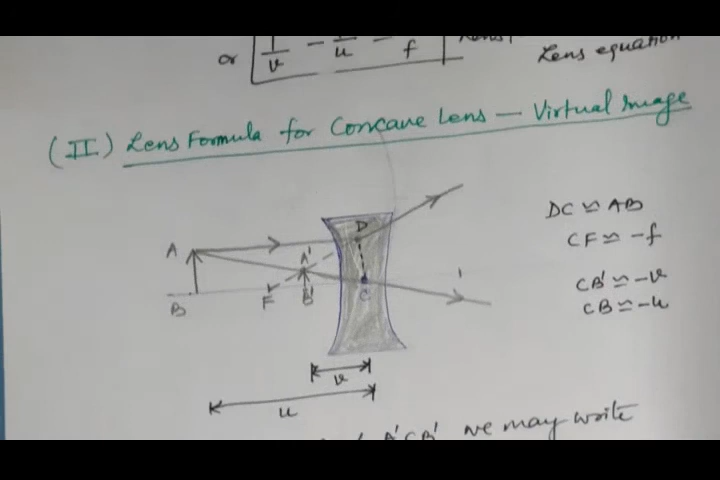 or 1/v - 1/u - f
Lens equation
(II) Lens Formula for Concave Lens — Virtual Image
DC ≌ AB
CF ≌ -f
CB' ≌ -v
CB ≌ -u
A
D
A'
F
B'
C
B
v
u
A'CB' we may write